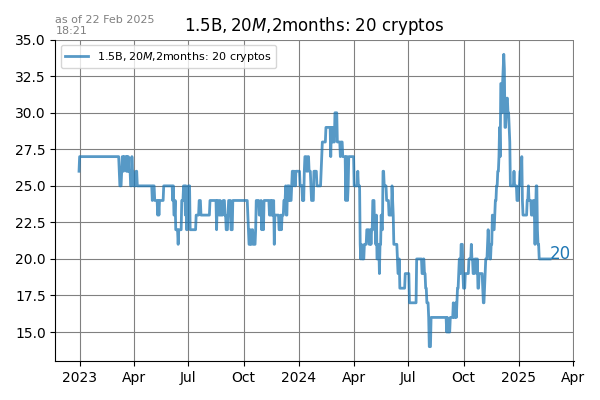 as of 22 Feb 2025
18:21
1.5B, 20M, 2months: 20 cryptos
1.5B, 20M, 2months: 20 cryptos
35.0
32.5
30.0
27.5
25.0
22.5
20.0
17.5
15.0
20
2023 Apr Jul Oct 2024 Apr Jul Oct 2025 Apr